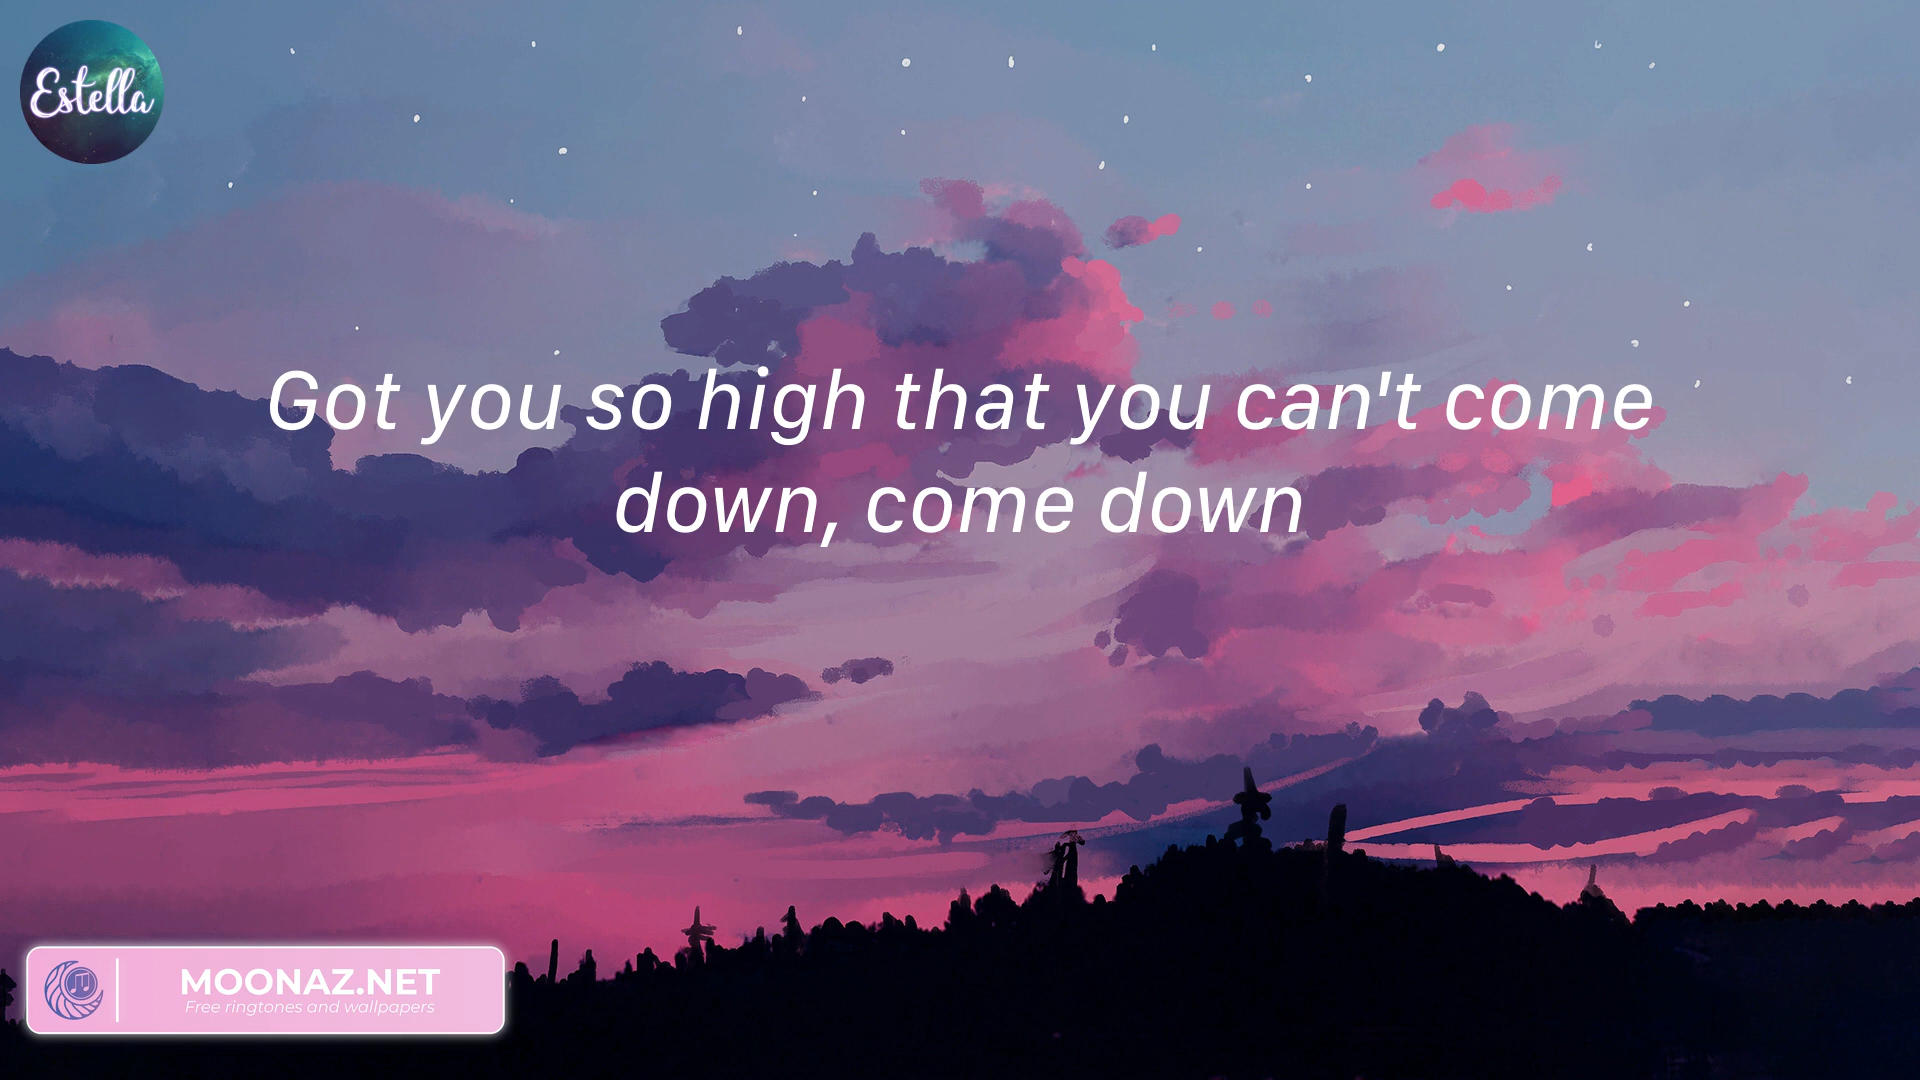 Estella
Got you so high that you can't come
down, come down
MOONAZ.NET
Free ringtones and wallpapers